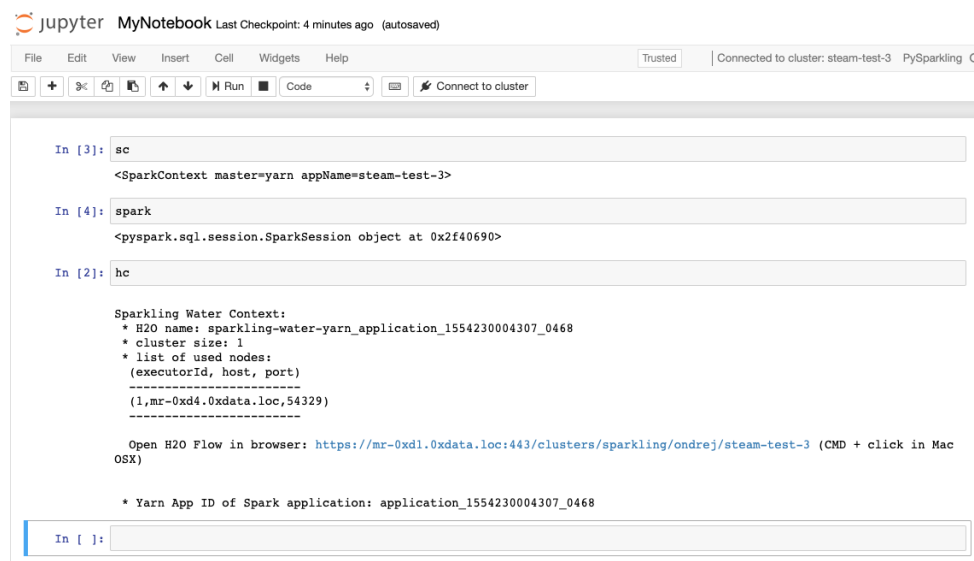 jupyter MyNotebook Last Checkpoint: 4 minutes ago (autosaved)
File Edit View Insert Cell Widgets Help Trusted Connected to cluster: steam-test-3 PySparkling
Run Code Connect to cluster
In [3]: sc
<SparkContext master=yarn appName=steam-test-3>
In [4]: spark
<pyspark.sql.session.SparkSession object at 0x2f40690>
In [2]: hc
Sparkling Water Context:
* H2O name: sparkling-water-yarn_application_1554230004307_0468
* cluster size: 1
* list of used nodes:
(executorId, host, port)
------------------------
(1,mr-0xd4.0xdata.loc,54329)
------------------------
Open H2O Flow in browser: https://mr-0xd1.0xdata.loc:443/clusters/sparkling/ondrej/steam-test-3 (CMD + click in Mac
OSX)
* Yarn App ID of Spark application: application_1554230004307_0468
In [ ]: